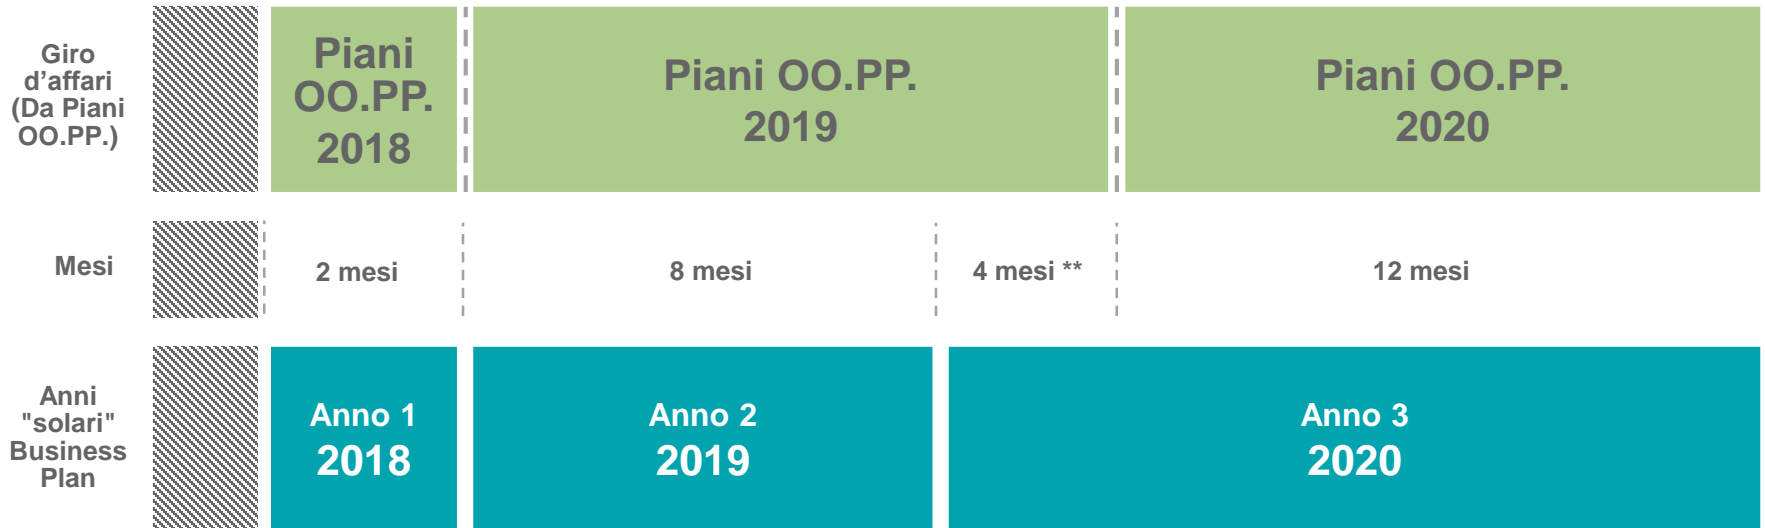 Giro
d’affari
(Da Piani
OO.PP.)
Piani
OO.PP.
2018
Piani OO.PP.
2019
Piani OO.PP.
2020
Mesi
2 mesi
8 mesi
4 mesi **
12 mesi
Anni
"solari"
Business
Plan
Anno 1
2018
Anno 2
2019
Anno 3
2020